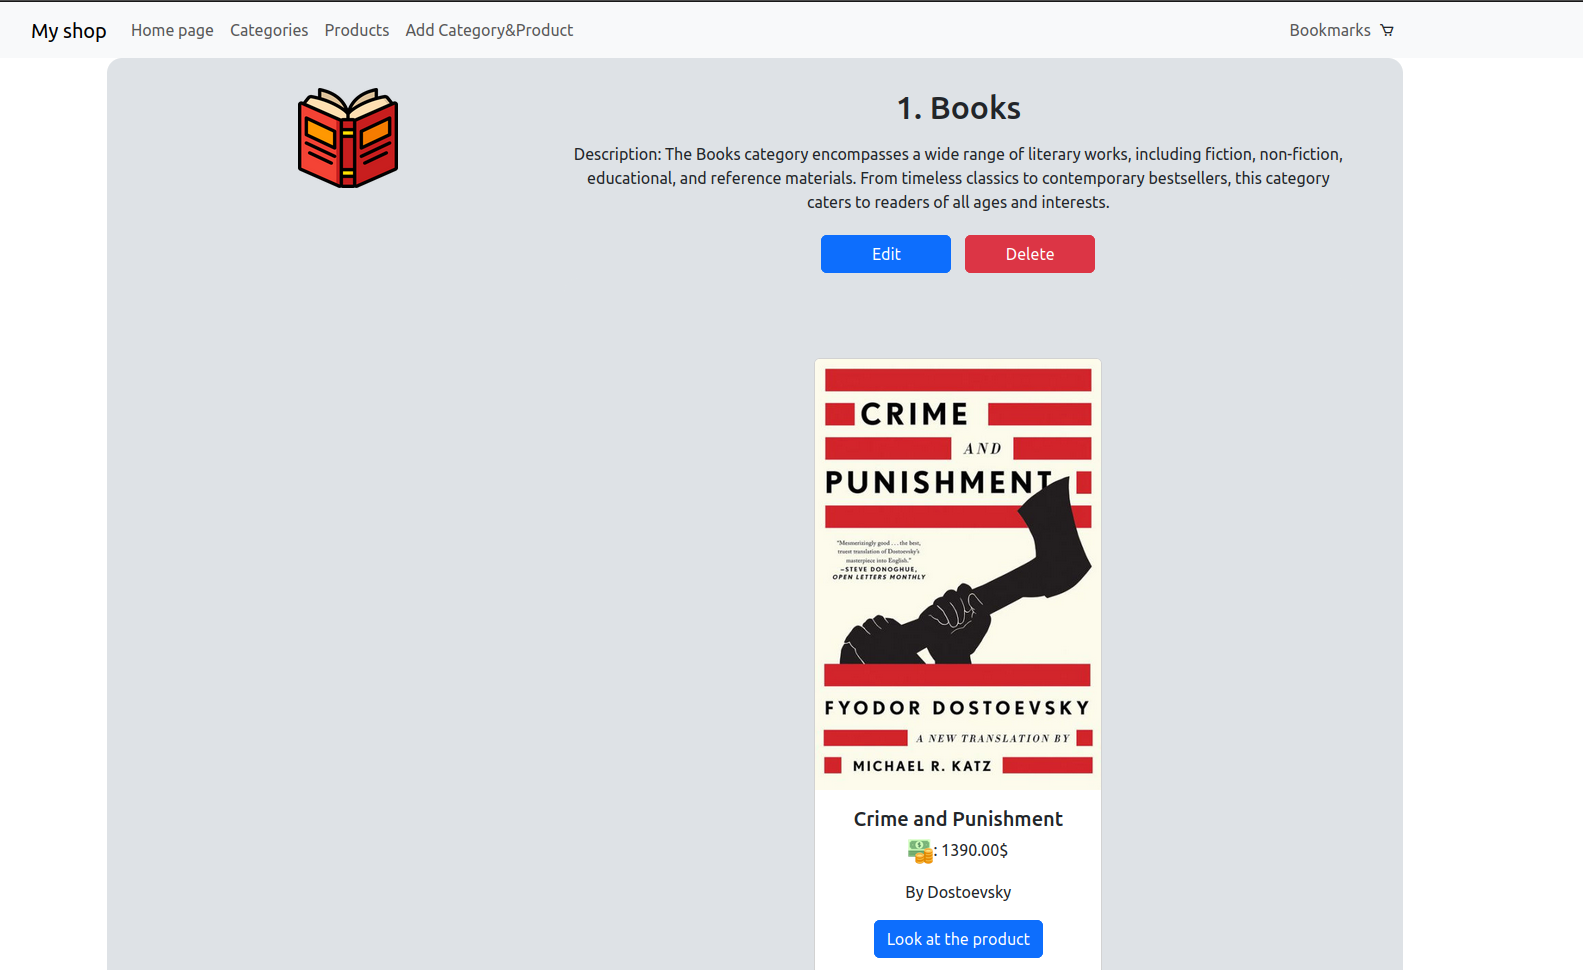 My shop Home page Categories Products Add Category&Product Bookmarks
1. Books
Description: The Books category encompasses a wide range of literary works, including fiction, non-fiction,
educational, and reference materials. From timeless classics to contemporary bestsellers, this category
caters to readers of all ages and interests.
Edit Delete
CRIME
AND
PUNISHMENT
"Mesmerizingly good . . . the best,
truest translation of Dostoevsky's
masterpiece into English."
–STEVE DONOGHUE,
OPEN LETTERS MONTHLY
FYODOR DOSTOEVSKY
A NEW TRANSLATION BY
MICHAEL R. KATZ
Crime and Punishment
: 1390.00$
By Dostoevsky
Look at the product